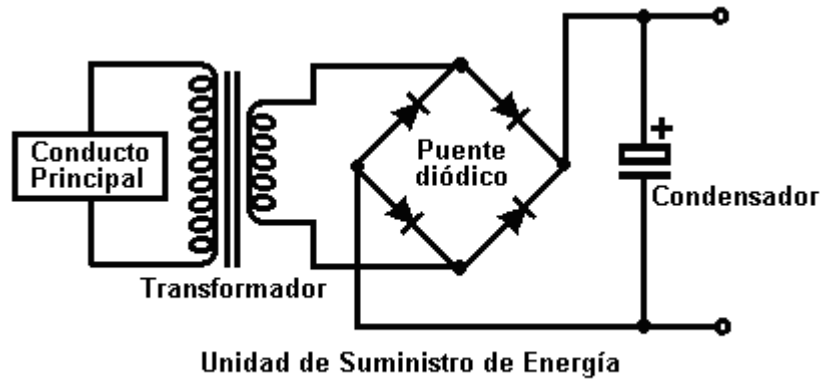 Conducto
Principal
Puente
diódico
+
Condensador
Transformador
Unidad de Suministro de Energía